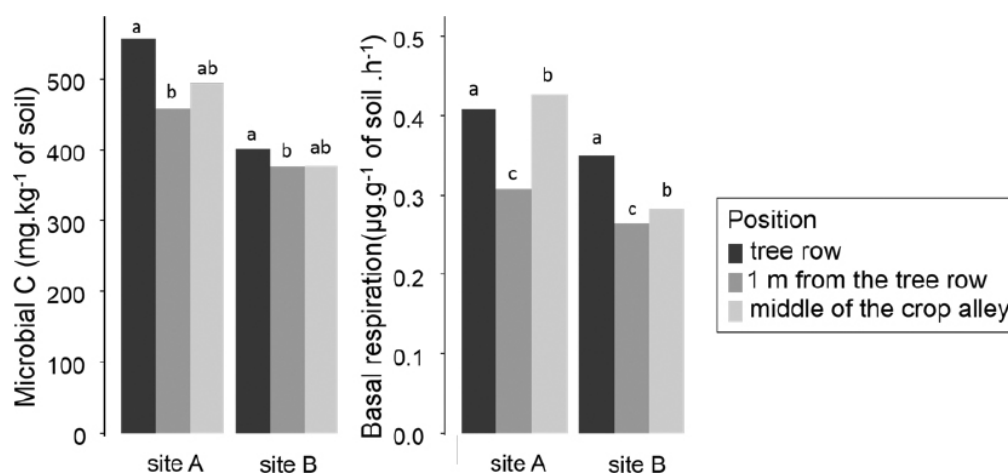 Microbial C (mg.kg⁻¹ of soil)
500
400
300
200
100
0
a
b
ab
a
b
ab
site A
site B
Basal respiration(µg.g⁻¹ of soil .h⁻¹)
0.5
0.4
0.3
0.2
0.1
0.0
a
c
b
a
c
b
site A
site B
Position
tree row
1 m from the tree row
middle of the crop alley